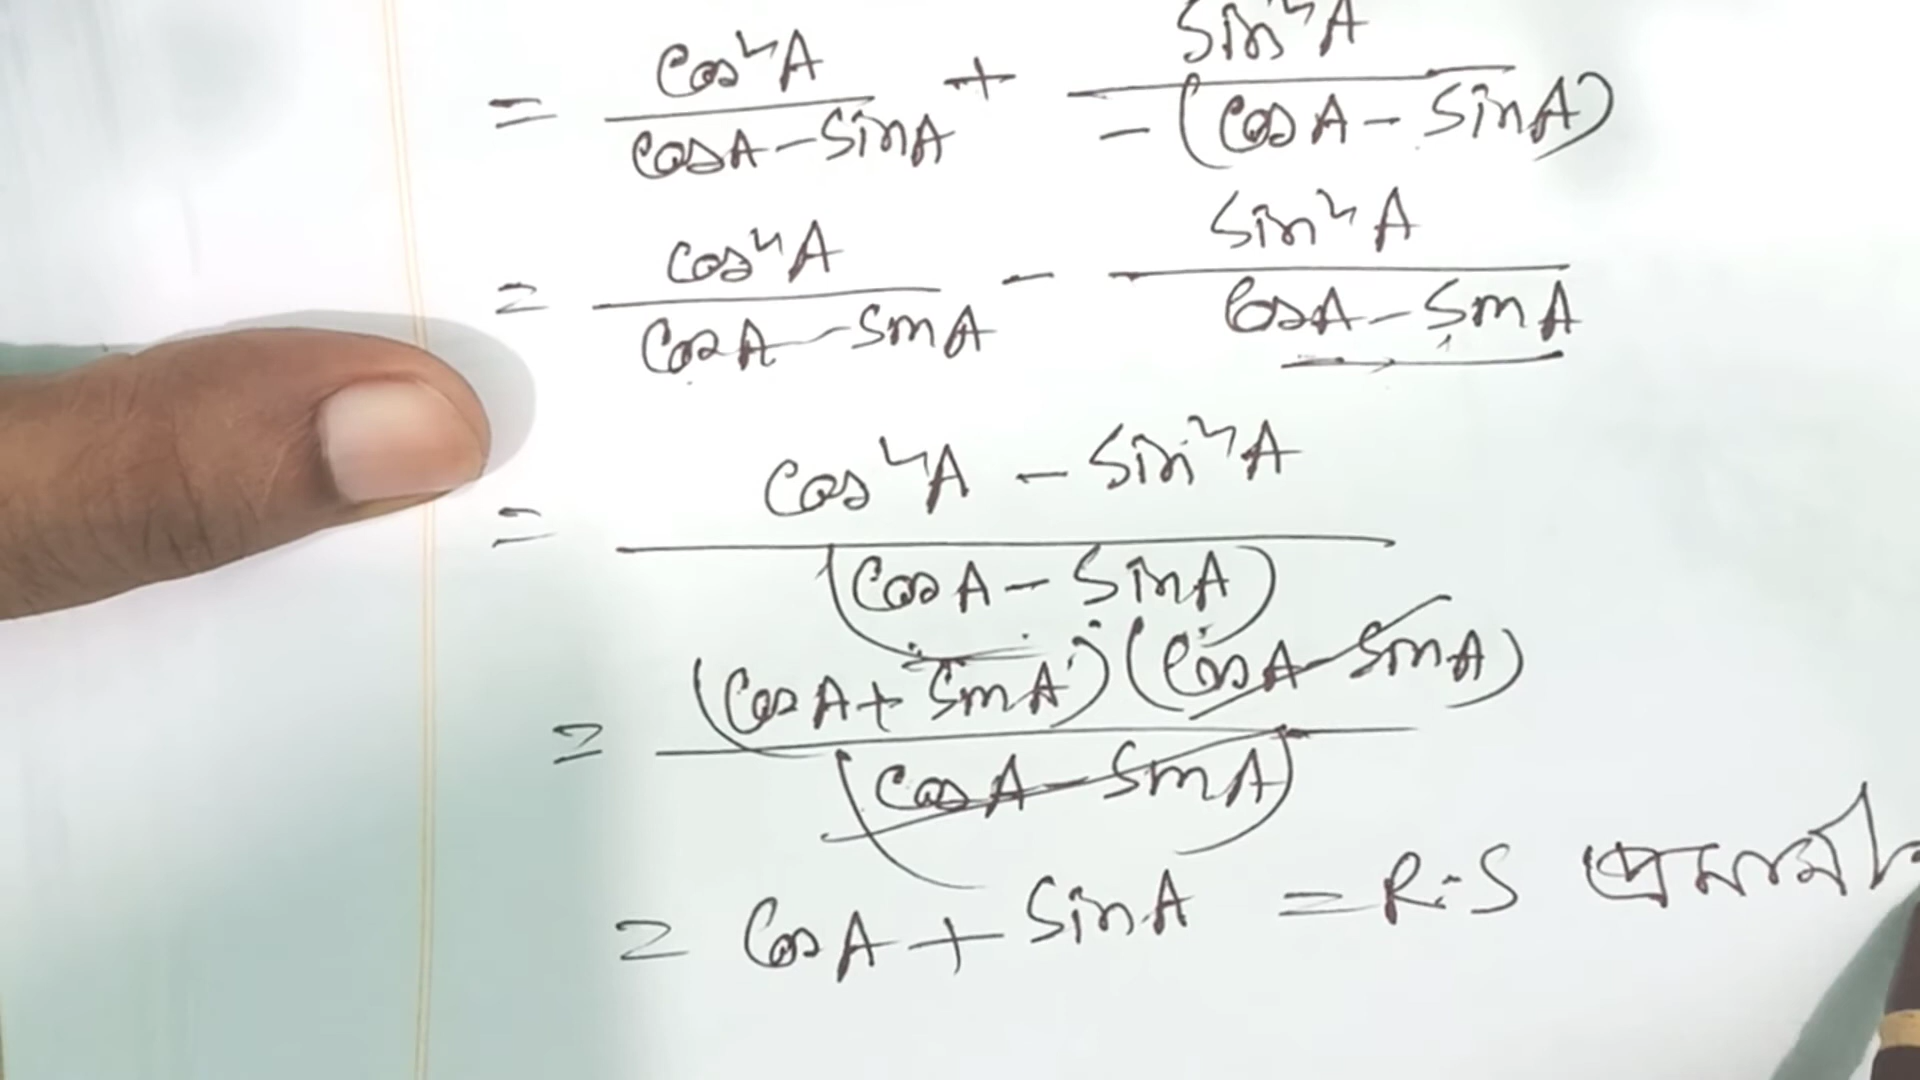 = cos²A / cosA - sinA + sin²A / -(cosA - sinA)
= cos²A / cosA - sinA - sin²A / cosA - sinA
= cos²A - sin²A / (cosA - sinA)
= (cosA + sinA)(cosA - sinA) / (cosA - sinA)
= cosA + sinA = R.S